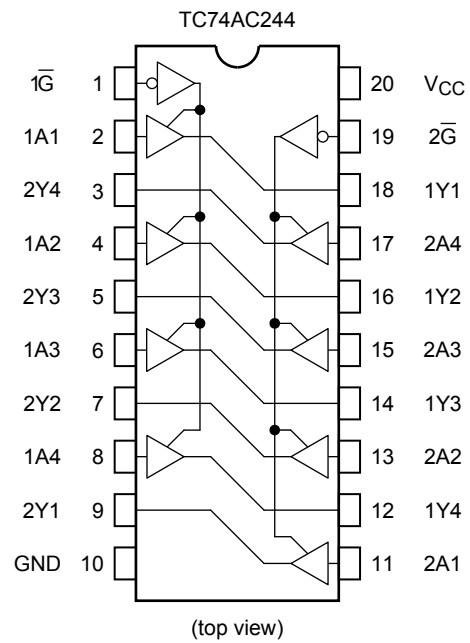 TC74AC244
1G̅ 1 20 VCC
1A1 2 19 2G̅
2Y4 3 18 1Y1
1A2 4 17 2A4
2Y3 5 16 1Y2
1A3 6 15 2A3
2Y2 7 14 1Y3
1A4 8 13 2A2
2Y1 9 12 1Y4
GND 10 11 2A1
(top view)